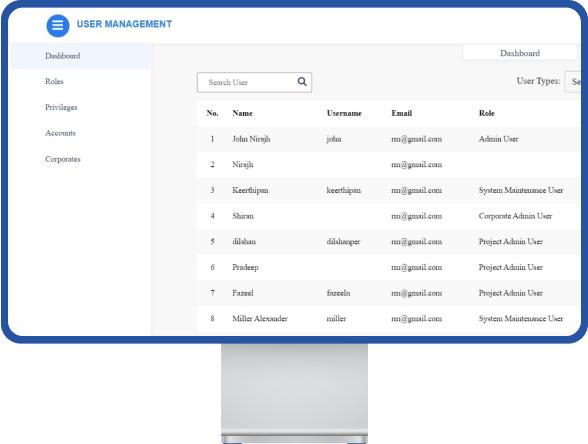 USER MANAGEMENT
Dashboard
Roles
Privileges
Accounts
Corporates
Dashboard
Search User
User Types: Se
No. Name Username Email Role
1 John Nirajh john rm@gmail.com Admin User
2 Nirajh rm@gmail.com
3 Keerthipan keerthipan rm@gmail.com System Maintenance User
4 Shiran rm@gmail.com Corporate Admin User
5 dilshan dilshanper rm@gmail.com Project Admin User
6 Pradeep rm@gmail.com Project Admin User
7 Fazeel fazeeln rm@gmail.com Project Admin User
8 Miller Alexander miller rm@gmail.com System Maintenance User